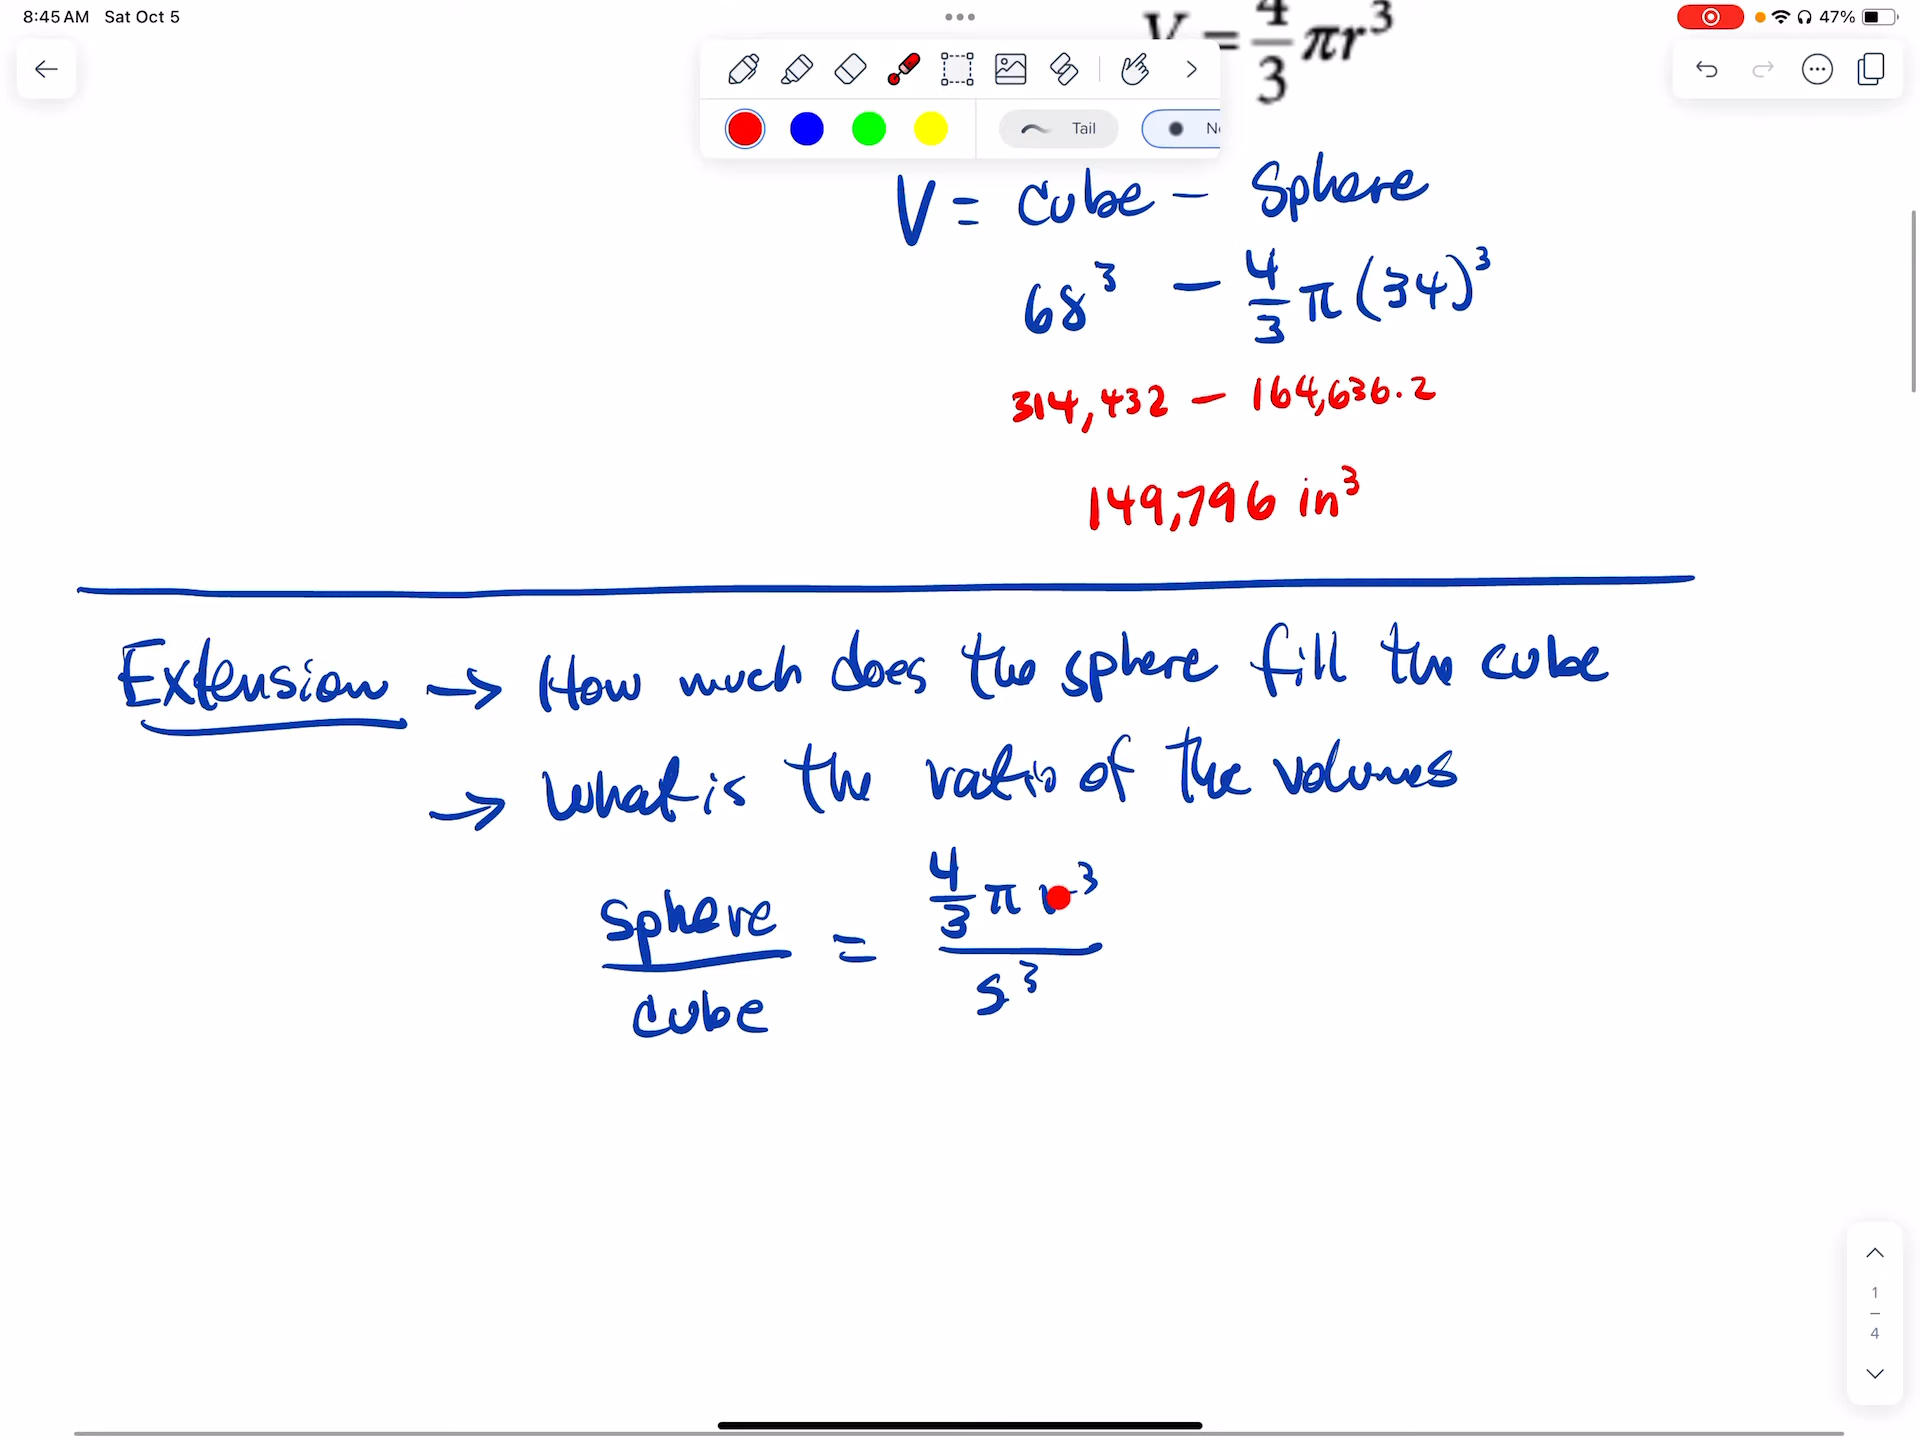 8:45 AM Sat Oct 5
47%
V = 4/3 πr³
Tail
V = Cube – Sphere
68³ – 4/3 π (34)³
314,432 – 164,636.2
149,796 in³
Extension → How much does the sphere fill the cube
→ What is the ratio of the volumes
sphere/cube = 4/3 π r³ / s³
1
4